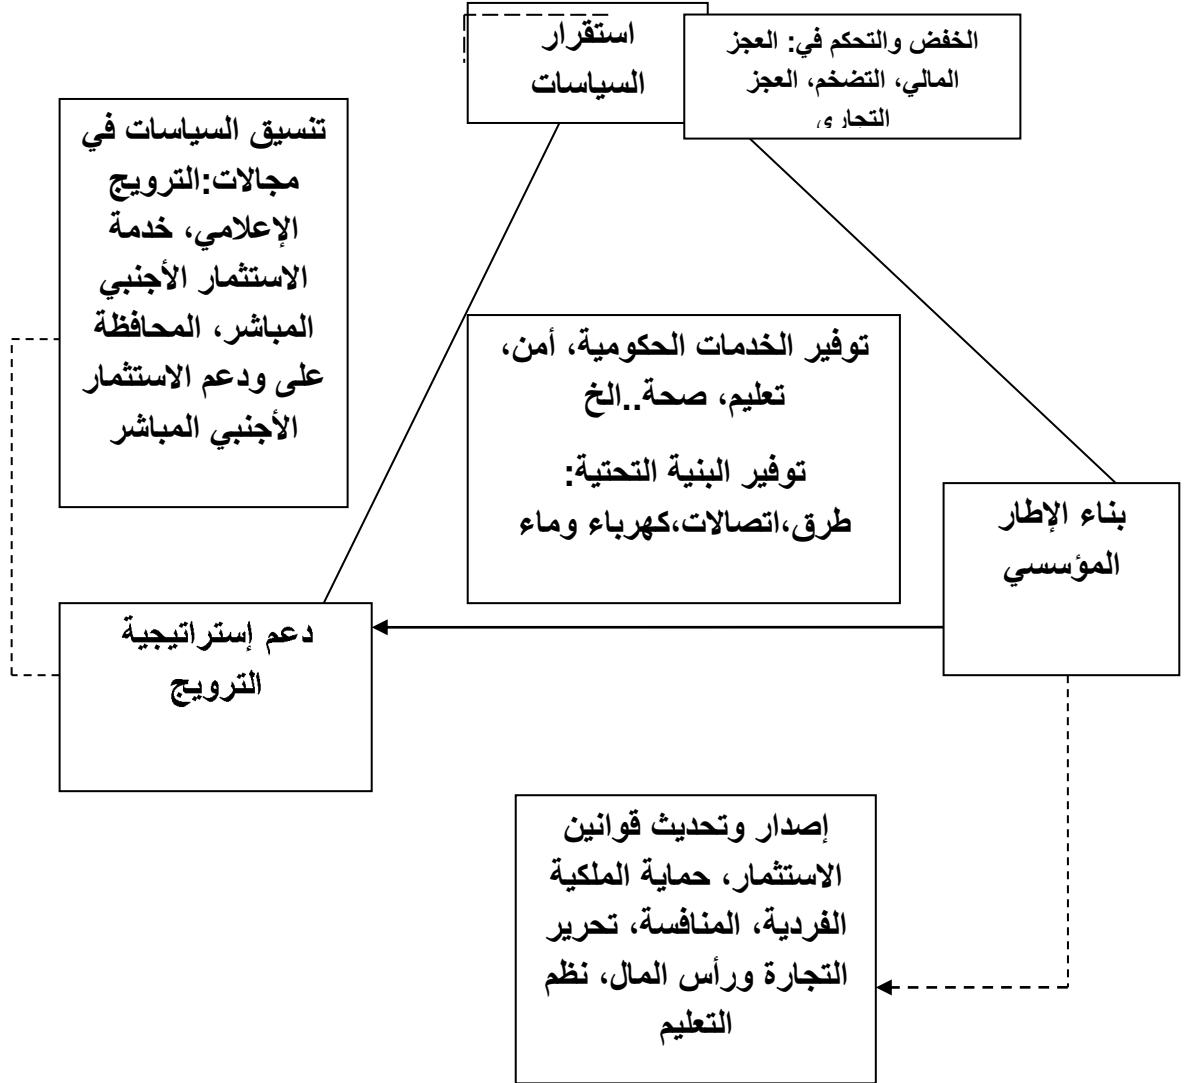 استقرار
السياسات
الخفض والتحكم في: العجز
المالي، التضخم، العجز
التجاري
تنسيق السياسات في
مجالات:الترويج
الإعلامي، خدمة
الاستثمار الأجنبي
المباشر، المحافظة
على ودعم الاستثمار
الأجنبي المباشر
توفير الخدمات الحكومية، أمن،
تعليم، صحة..الخ
توفير البنية التحتية:
طرق،اتصالات،كهرباء وماء
بناء الإطار
المؤسسي
دعم إستراتيجية
الترويج
إصدار وتحديث قوانين
الاستثمار، حماية الملكية
الفردية، المنافسة، تحرير
التجارة ورأس المال، نظم
التعليم